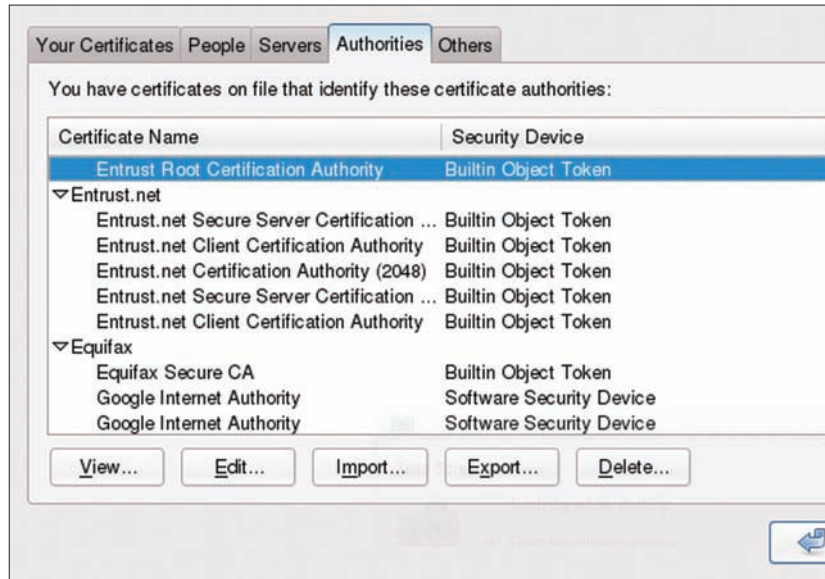 Your Certificates People Servers Authorities Others
You have certificates on file that identify these certificate authorities:
Certificate Name Security Device
Entrust Root Certification Authority Builtin Object Token
Entrust.net
Entrust.net Secure Server Certification ... Builtin Object Token
Entrust.net Client Certification Authority Builtin Object Token
Entrust.net Certification Authority (2048) Builtin Object Token
Entrust.net Secure Server Certification ... Builtin Object Token
Entrust.net Client Certification Authority Builtin Object Token
Equifax
Equifax Secure CA Builtin Object Token
Google Internet Authority Software Security Device
Google Internet Authority Software Security Device
View... Edit... Import... Export... Delete...